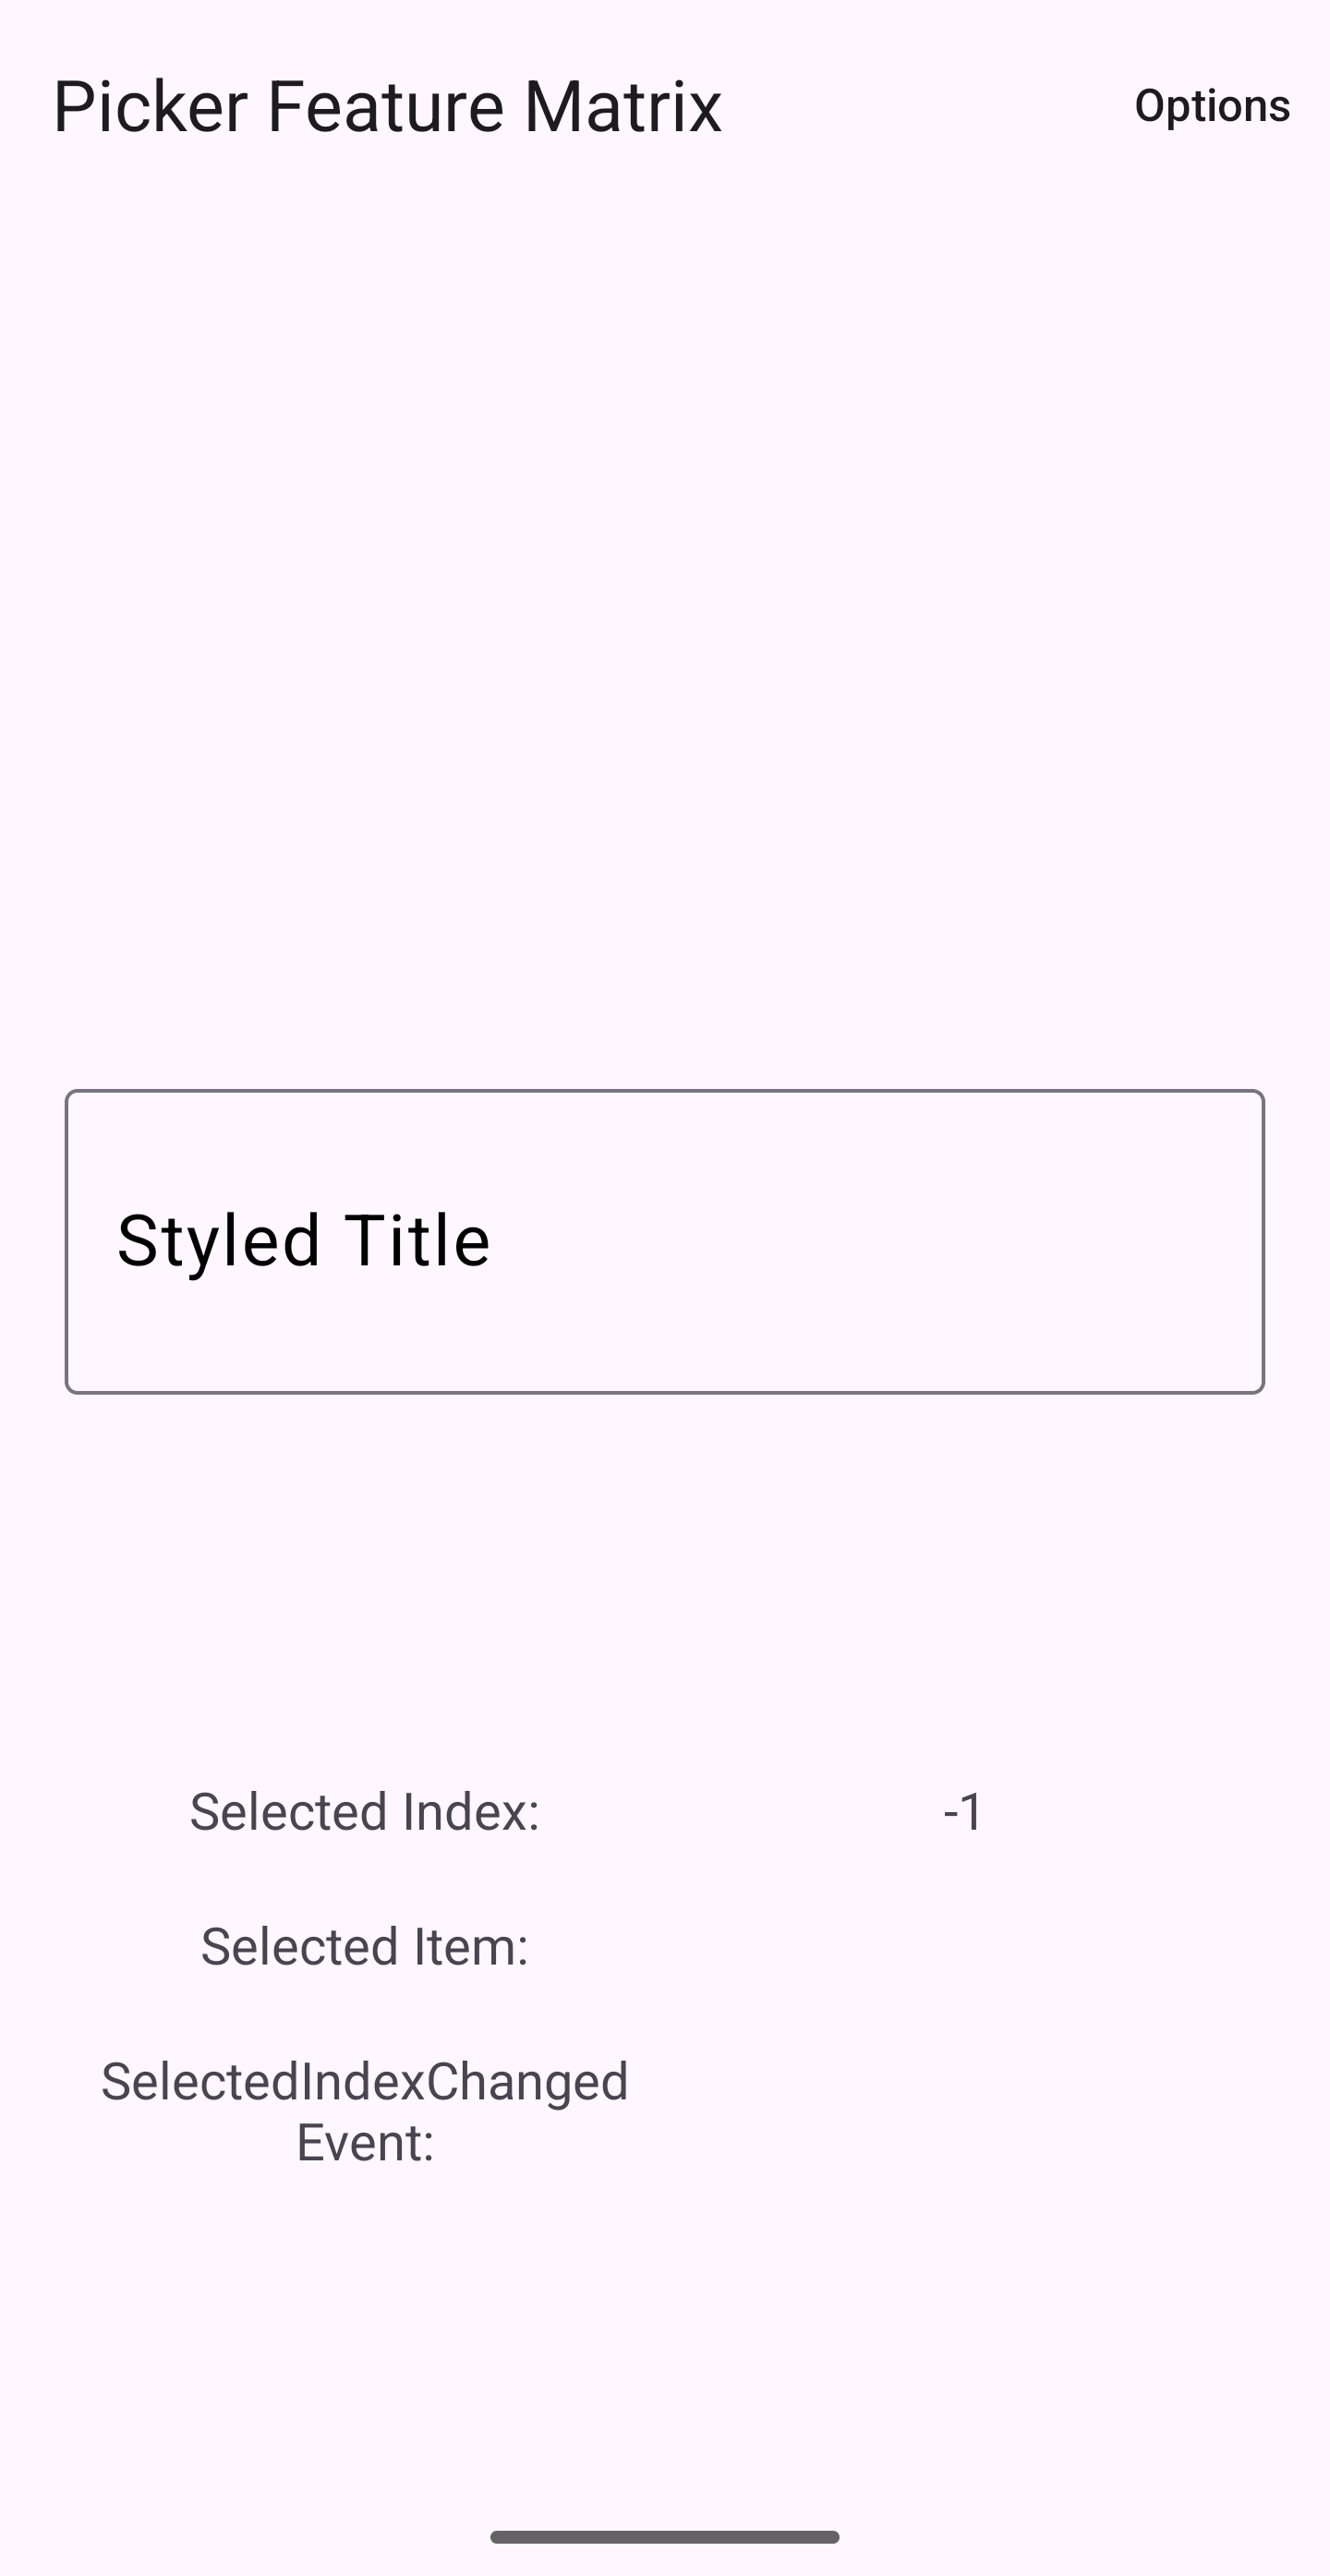 Picker Feature Matrix
Options
Styled Title
Selected Index: -1
Selected Item:
SelectedIndexChanged
Event: